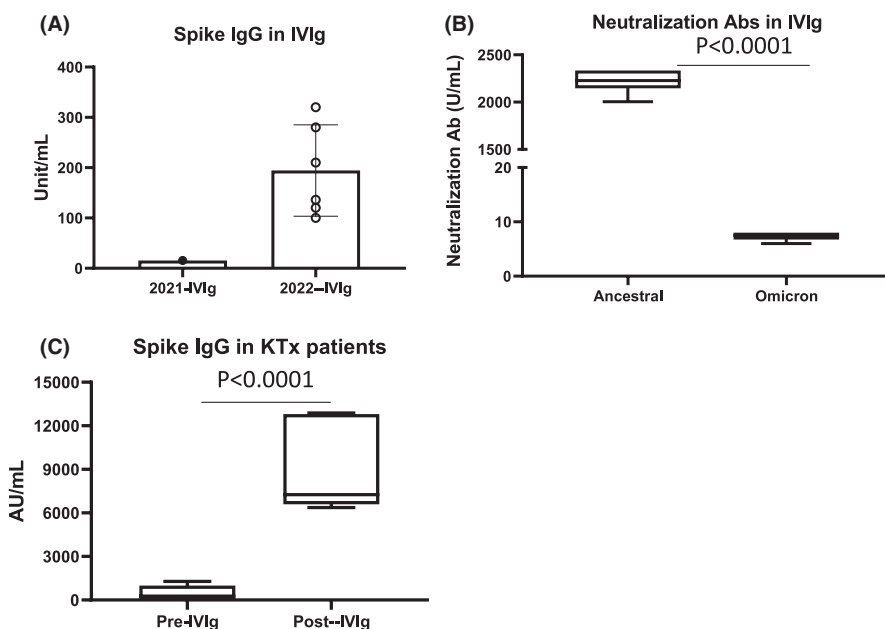 (A)
Spike IgG in IVIg
400
300
200
100
0
Unit/mL
2021-IVIg
2022--IVIg
(B)
Neutralization Abs in IVIg
P<0.0001
2500
2000
1500
20
10
0
Neutralization Ab (U/mL)
Ancestral
Omicron
(C)
Spike IgG in KTx patients
P<0.0001
15000
12000
9000
6000
3000
0
AU/mL
Pre-IVIg
Post--IVIg